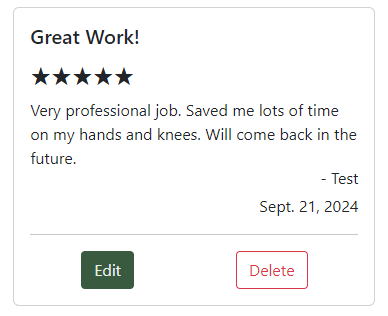 Great Work!
★★★★★
Very professional job. Saved me lots of time
on my hands and knees. Will come back in the
future.
- Test
Sept. 21, 2024
Edit
Delete